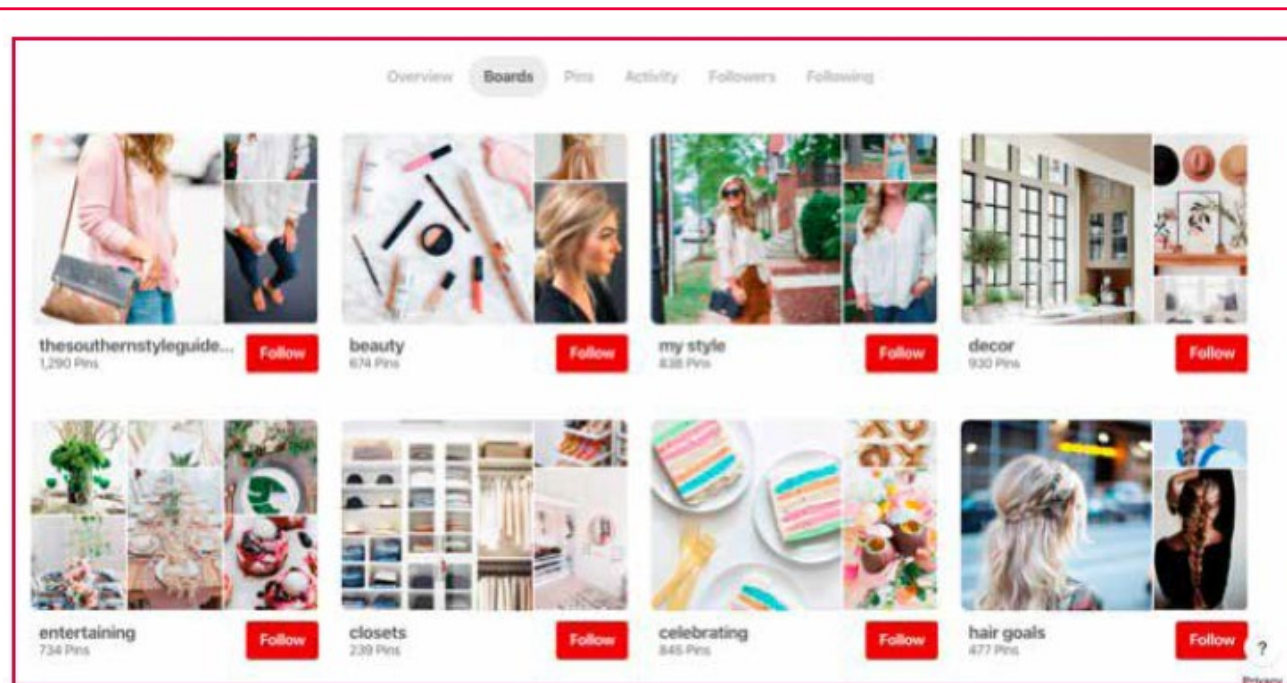 Overview Boards Pins Activity Followers Following
thesouthernstyleguide... Follow beauty Follow my style Follow decor Follow
1,290 Pins 674 Pins 838 Pins 930 Pins
entertaining Follow closets Follow celebrating Follow hair goals Follow ?
734 Pins 239 Pins 845 Pins 477 Pins
Privacy